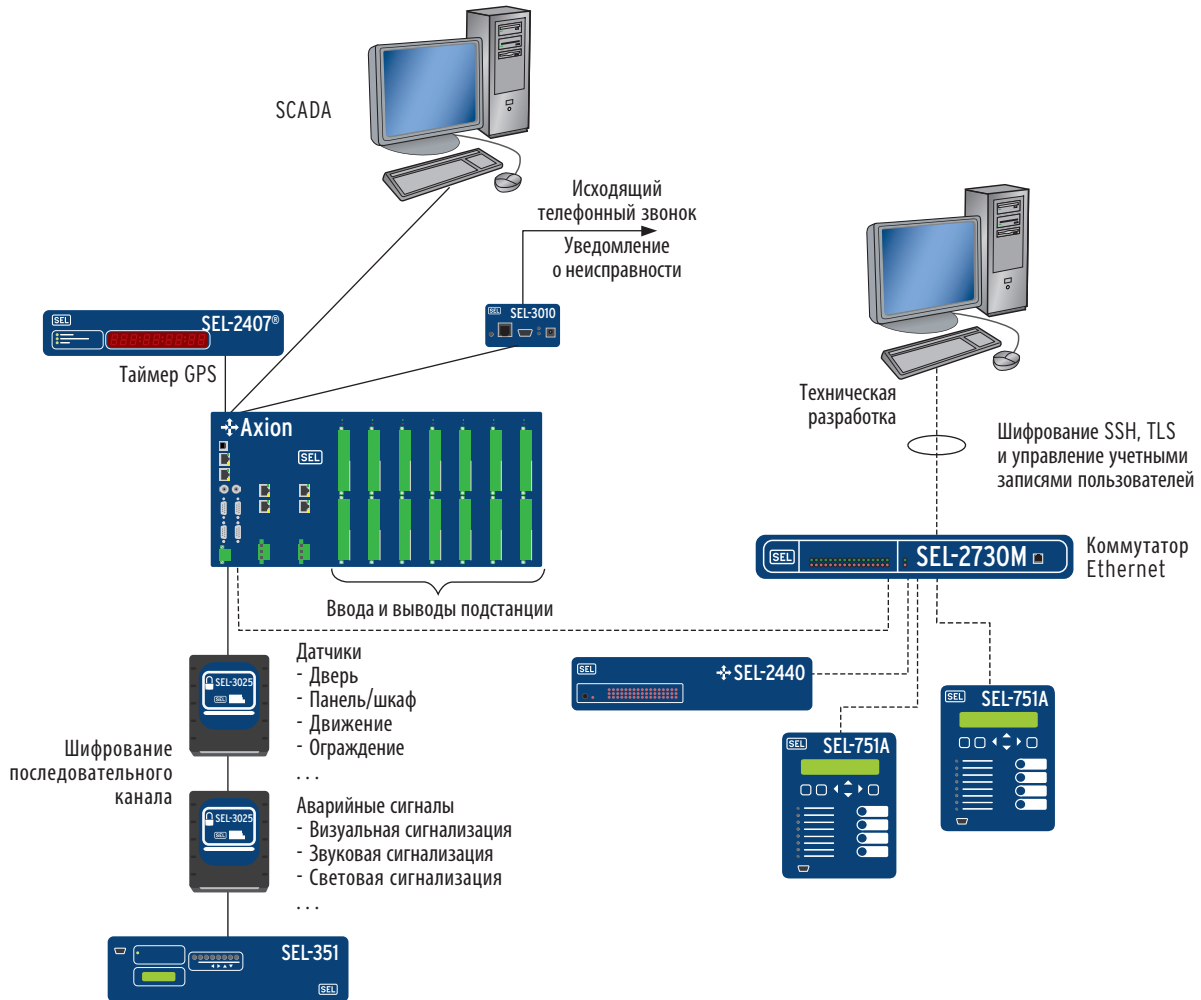 SCADA
Исходящий
телефонный звонок
Уведомление
о неисправности
SEL
SEL-2407®
Таймер GPS
SEL
SEL-3010
Техническая
разработка
Шифрование SSH, TLS
и управление учетными
записями пользователей
Axion
SEL
Ввода и выводы подстанции
SEL
SEL-2730M
Коммутатор
Ethernet
SEL-3025
SEL
Датчики
- Дверь
- Панель/шкаф
- Движение
- Ограждение
. . .
Шифрование
последовательного
канала
SEL-3025
SEL
Аварийные сигналы
- Визуальная сигнализация
- Звуковая сигнализация
- Световая сигнализация
. . .
SEL
SEL-2440
SEL
SEL-751A
SEL
SEL-751A
SEL-351
SEL